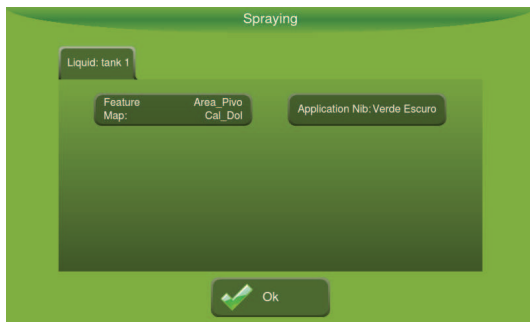 Spraying
Liquid: tank 1
Feature Map: Area_Pivo Cal_Dol
Application Nib: Verde Escuro
Ok